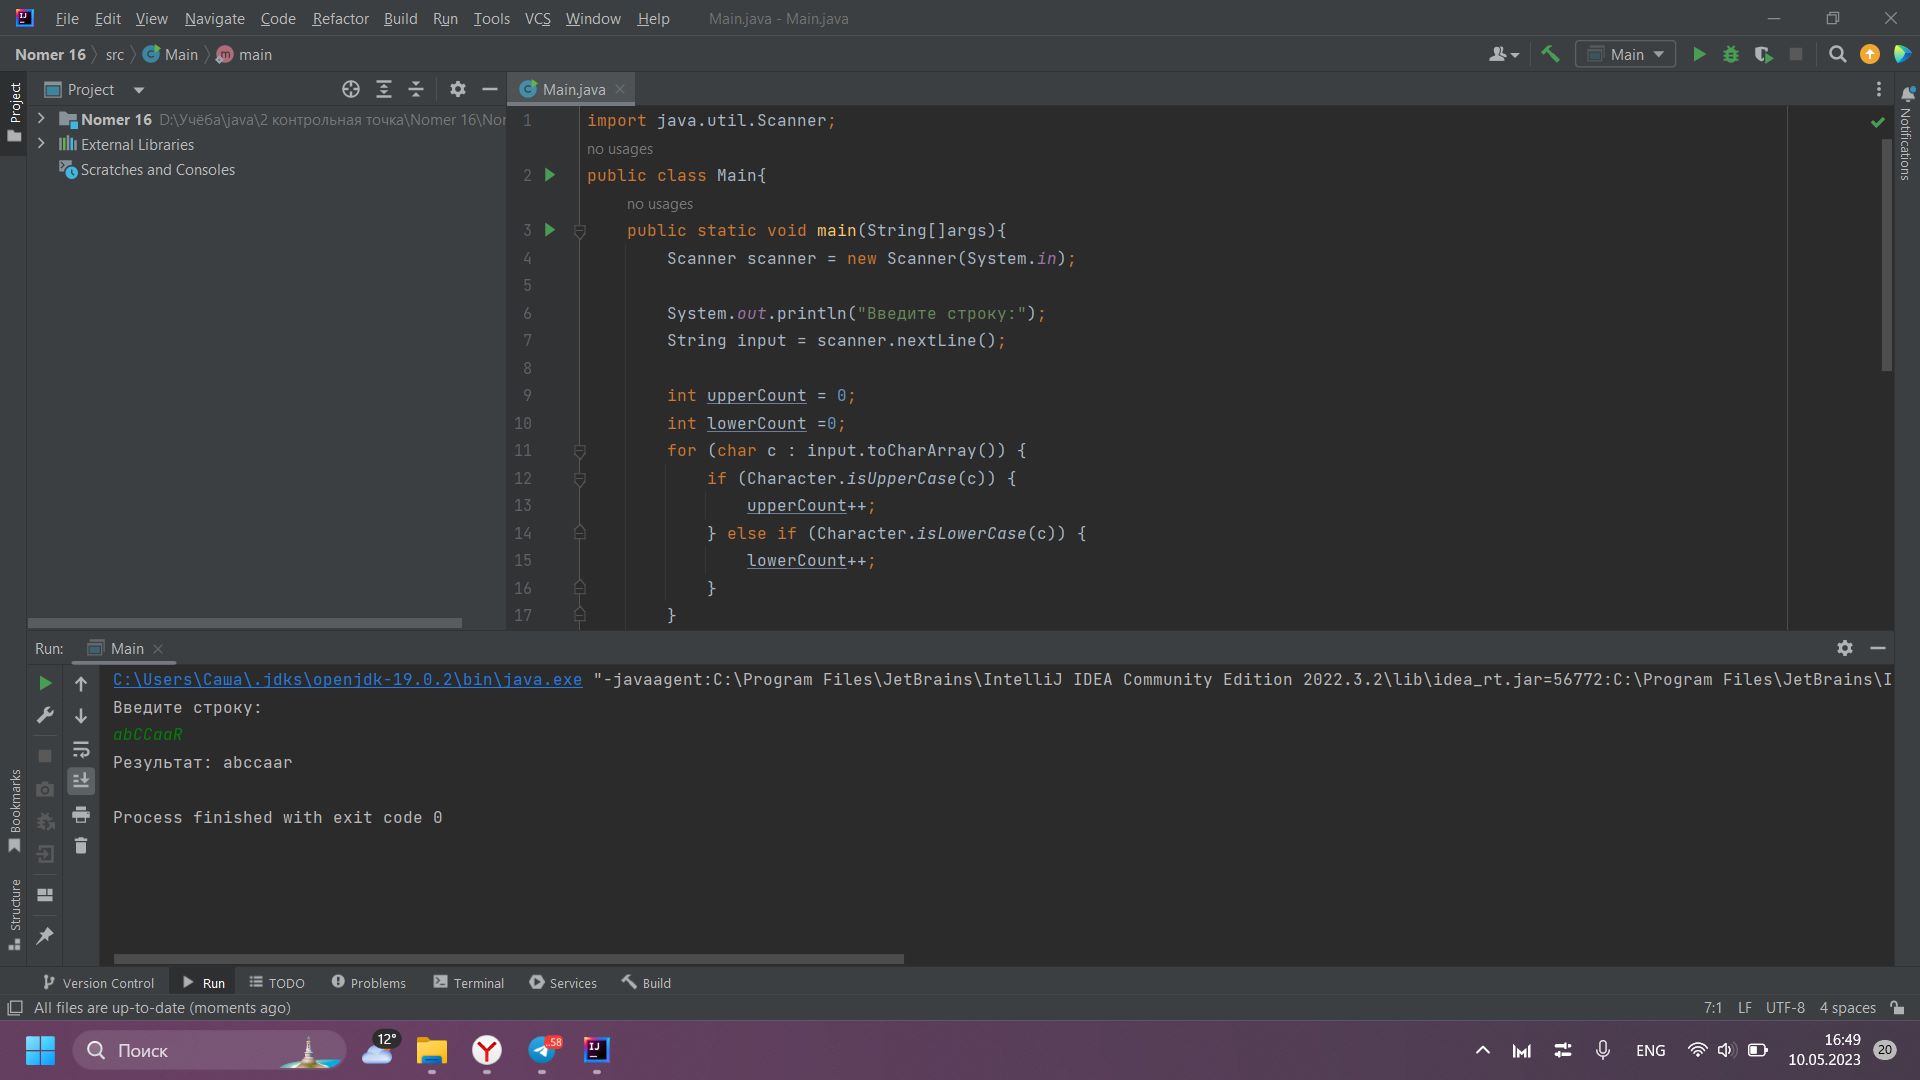 File Edit View Navigate Code Refactor Build Run Tools VCS Window Help Main.java - Main.java
Nomer 16 src Main main
Main
Project
Main.java
Project
Nomer 16 D:\Учёба\java\2 контрольная точка\Nomer 16\Nor
External Libraries
Scratches and Consoles
Notifications
1 import java.util.Scanner;
no usages
2 public class Main{
no usages
3 public static void main(String[]args){
4 Scanner scanner = new Scanner(System.in);
5
6 System.out.println("Введите строку:");
7 String input = scanner.nextLine();
8
9 int upperCount = 0;
10 int lowerCount =0;
11 for (char c : input.toCharArray()) {
12 if (Character.isUpperCase(c)) {
13 upperCount++;
14 } else if (Character.isLowerCase(c)) {
15 lowerCount++;
16 }
17 }
Run: Main
C:\Users\Саша\.jdks\openjdk-19.0.2\bin\java.exe "-javaagent:C:\Program Files\JetBrains\IntelliJ IDEA Community Edition 2022.3.2\lib\idea_rt.jar=56772:C:\Program Files\JetBrains\I
Введите строку:
abCCaaR
Результат: abccaar
Process finished with exit code 0
Bookmarks
Structure
Version Control Run TODO Problems Terminal Services Build
All files are up-to-date (moments ago)
7:1 LF UTF-8 4 spaces
Поиск
12°
..58
IJ
ENG
16:49
10.05.2023
20